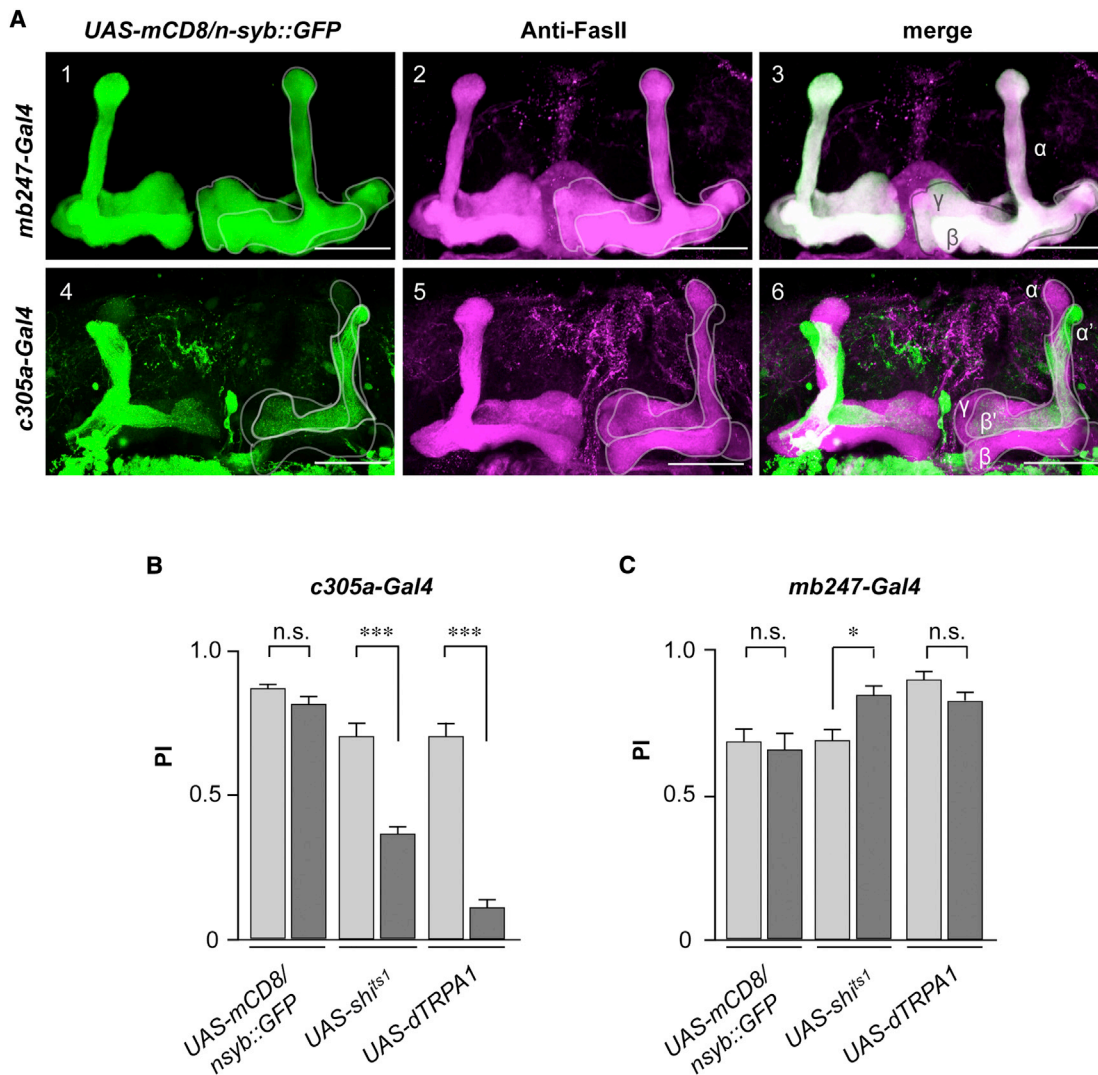 A
UAS-mCD8/n-syb::GFP Anti-FasII merge
mb247-Gal4
1 2 3
α
γ
β
c305a-Gal4
4 5 6
α
α'
γ
β'
β
B
c305a-Gal4
n.s. *** ***
1.0
0.5
0
PI
UAS-mCD8/
nsyb::GFP
UAS-shits1
UAS-dTRPA1
C
mb247-Gal4
n.s. * n.s.
1.0
0.5
0
PI
UAS-mCD8/
nsyb::GFP
UAS-shits1
UAS-dTRPA1